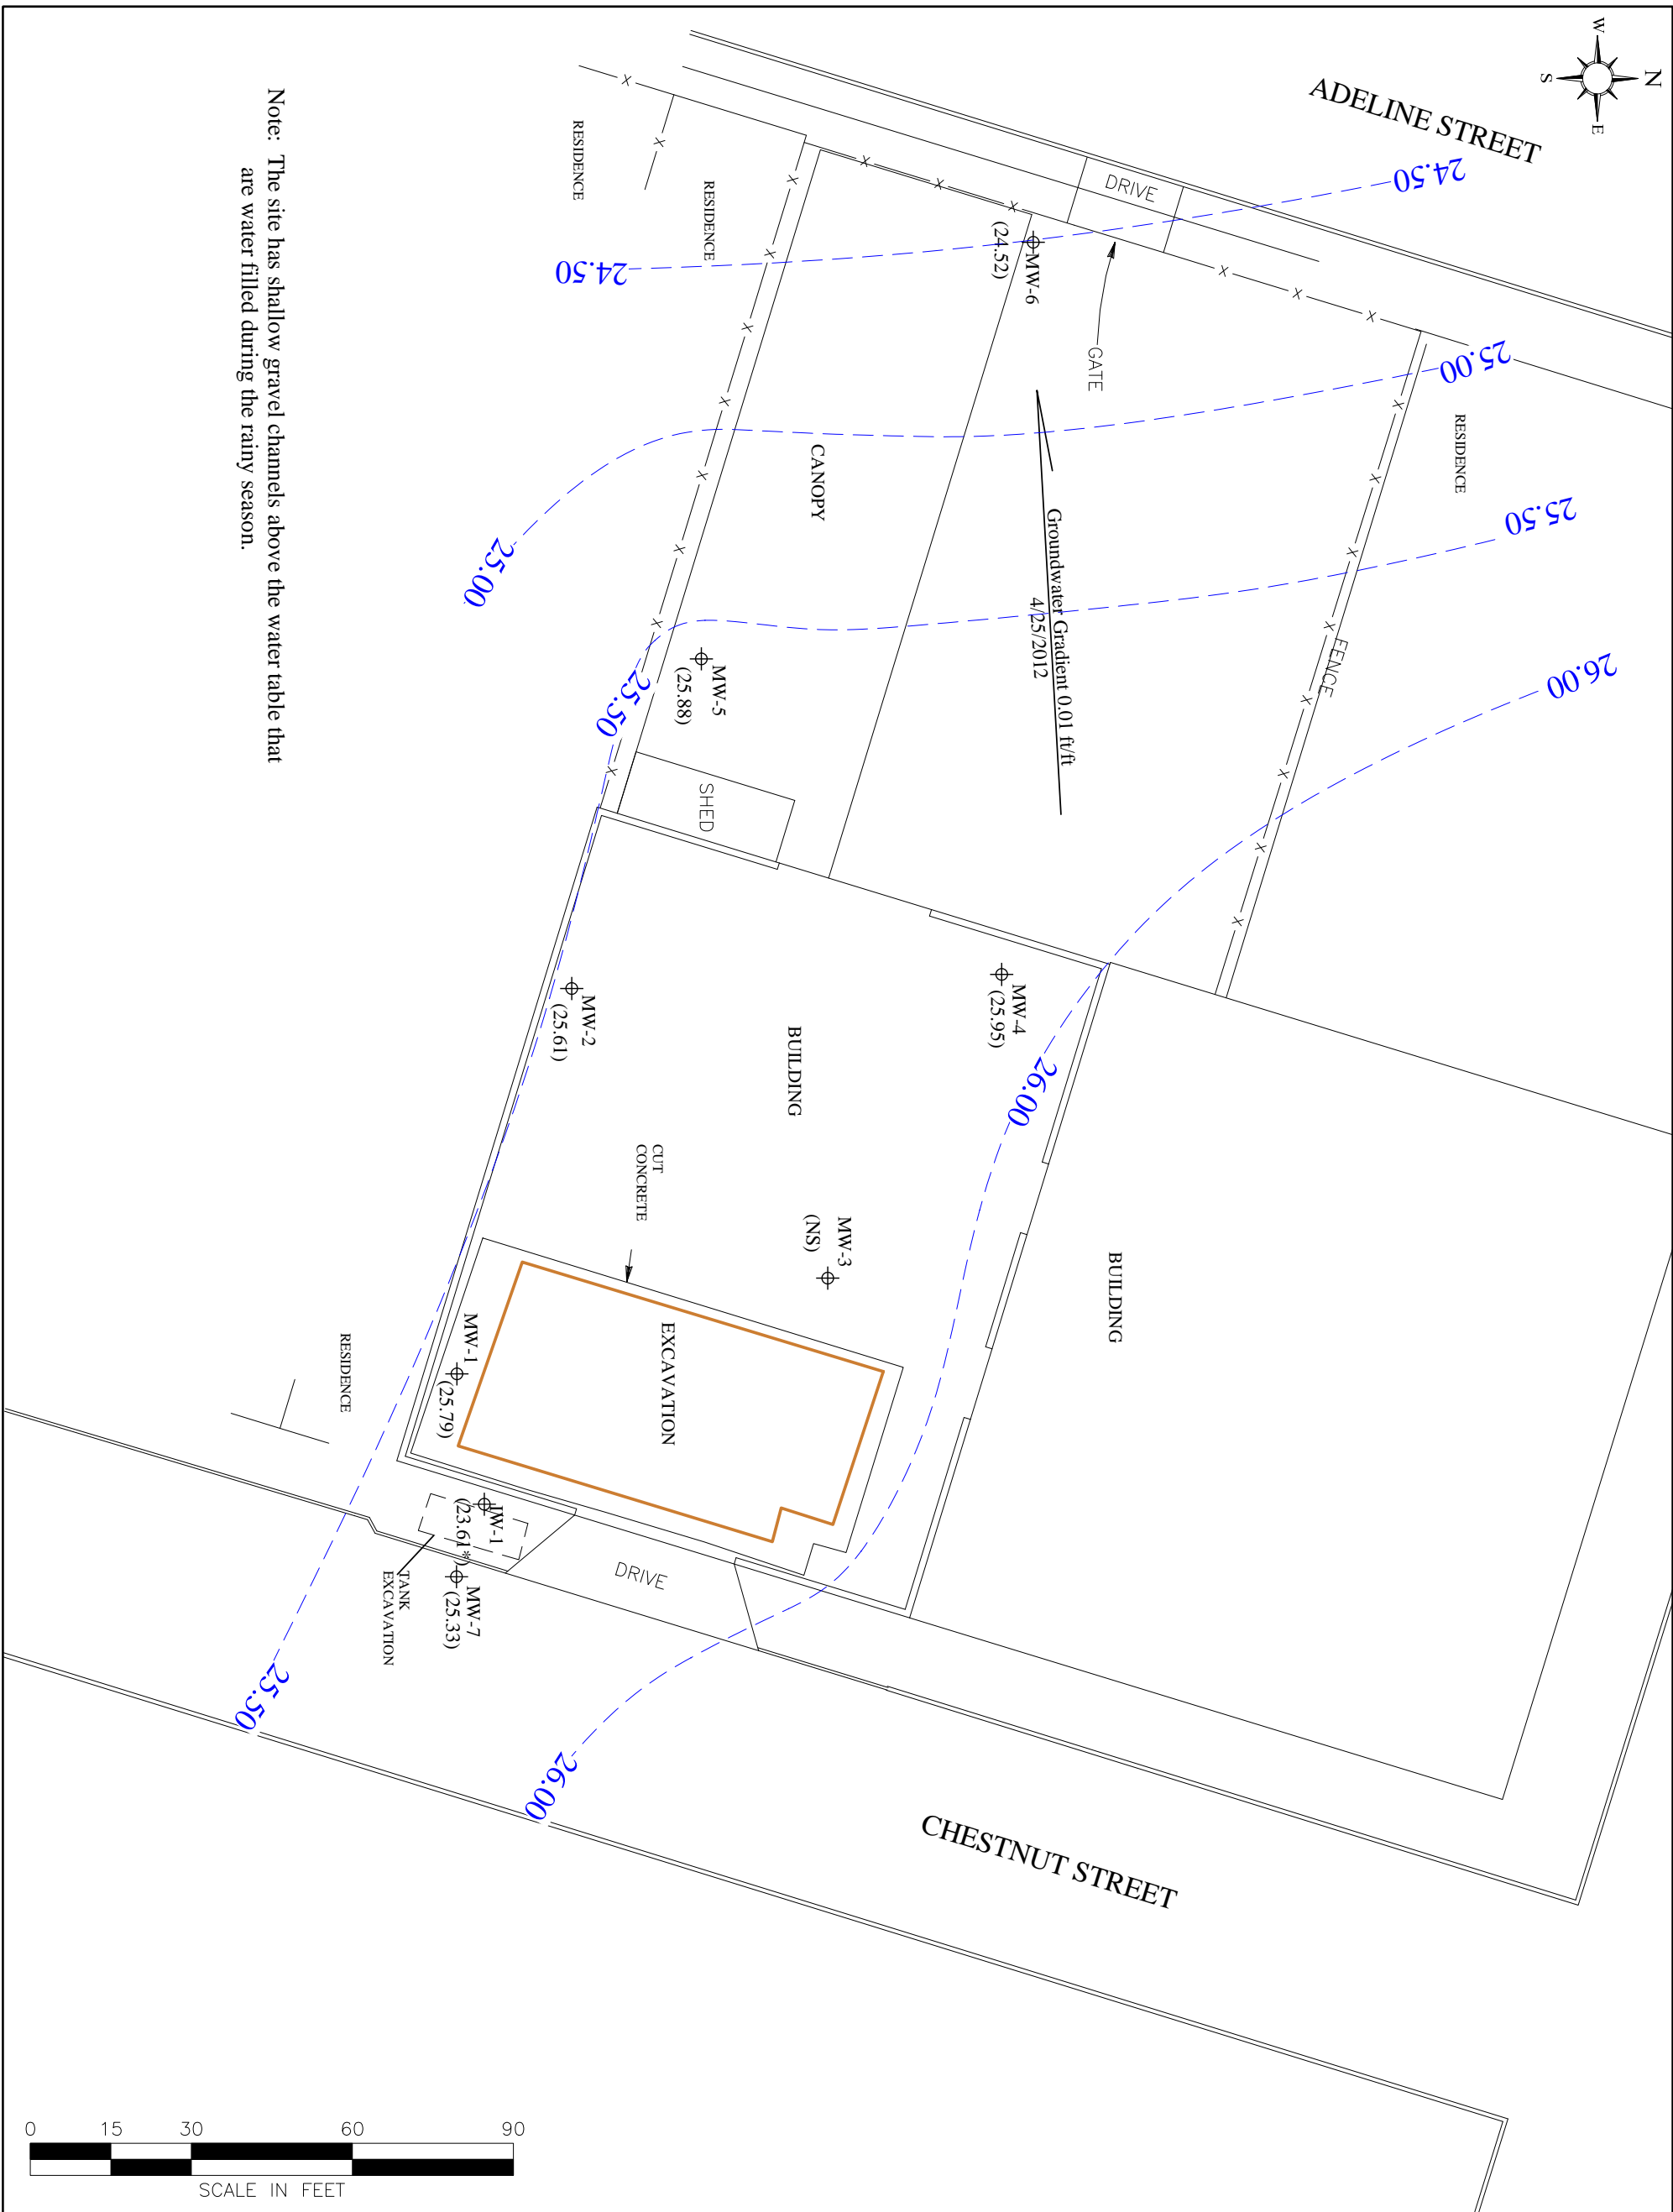 N
W
E
S
ADELINE STREET
24.50
DRIVE
RESIDENCE
RESIDENCE
24.50
MW-6
(24.52)
GATE
25.00
RESIDENCE
CANOPY
25.00
25.50
Groundwater Gradient 0.01 ft/ft
4/25/2012
FENCE
26.00
MW-5
(25.88)
25.50
SHED
Note: The site has shallow gravel channels above the water table that
are water filled during the rainy season.
MW-4
(25.95)
MW-2
(25.61)
BUILDING
26.00
CUT
CONCRETE
MW-3
(NS)
BUILDING
EXCAVATION
MW-1
(25.79)
RESIDENCE
IW-1
(23.61*)
MW-7
(25.33)
TANK
EXCAVATION
DRIVE
25.50
26.00
CHESTNUT STREET
0 15 30 60 90
SCALE IN FEET